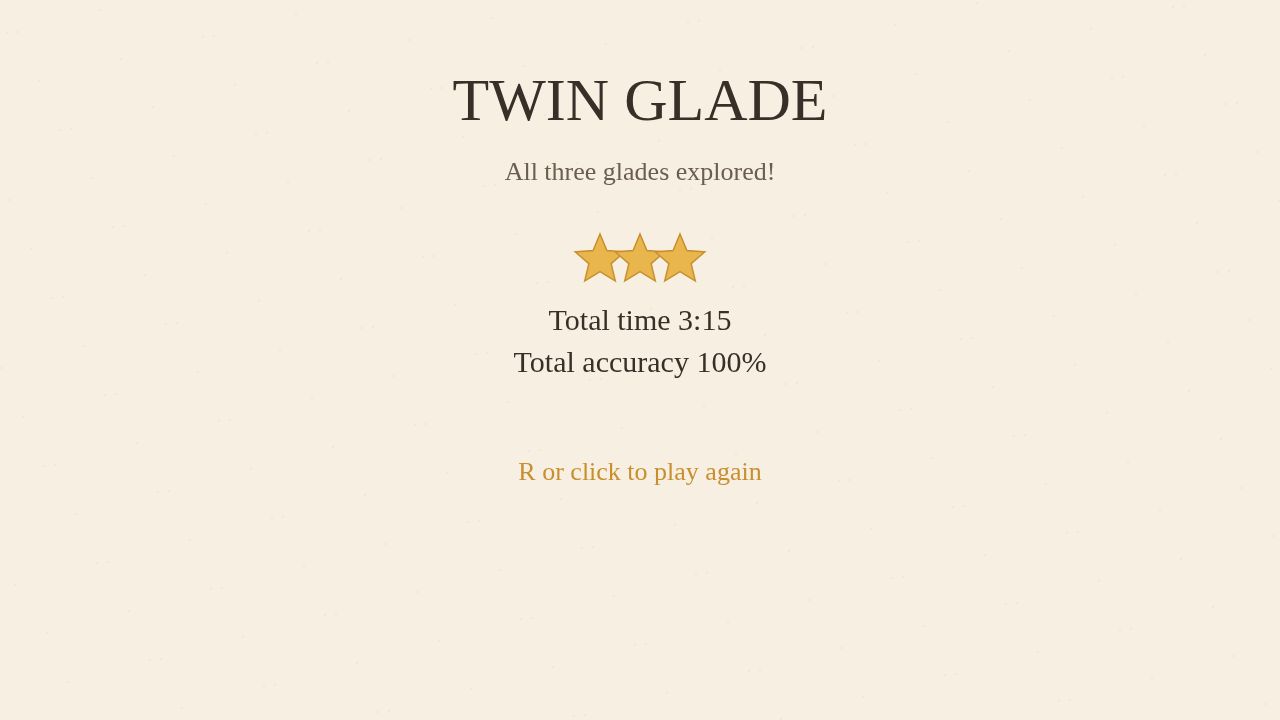 TWIN GLADE
All three glades explored!
Total time 3:15
Total accuracy 100%
R or click to play again